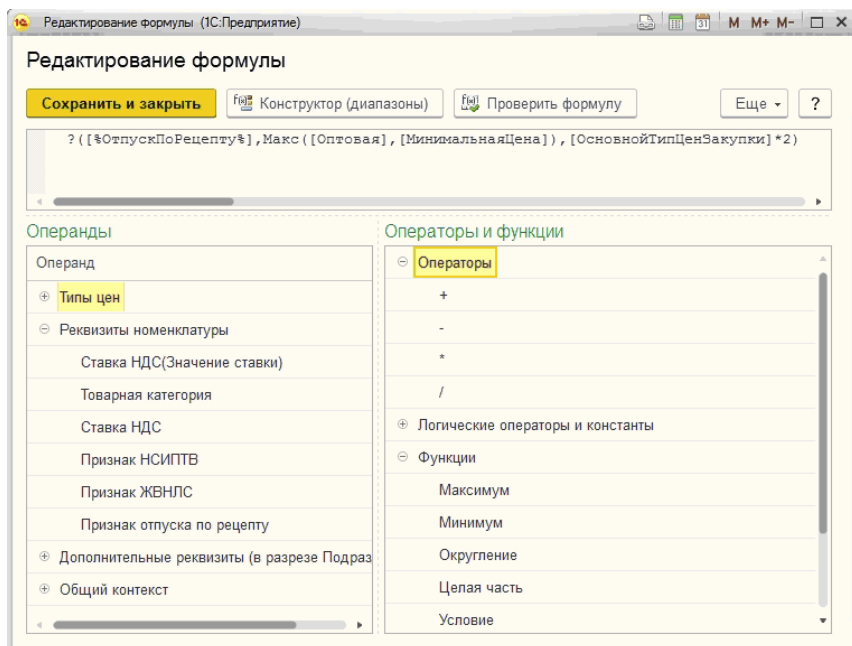 Редактирование формулы (1С:Предприятие)
31 M M+ M-
Редактирование формулы
Сохранить и закрыть
Конструктор (диапазоны)
Проверить формулу
Еще
?
?([%ОтпускПоРецепту%],Макс([Оптовая],[МинимальнаяЦена]),[ОсновнойТипЦенЗакупки]*2)
Операнды
Операнд
Типы цен
Реквизиты номенклатуры
Ставка НДС(Значение ставки)
Товарная категория
Ставка НДС
Признак НСИПТВ
Признак ЖВНЛС
Признак отпуска по рецепту
Дополнительные реквизиты (в разрезе Подраз
Общий контекст
Операторы и функции
Операторы
+
-
*
/
Логические операторы и константы
Функции
Максимум
Минимум
Округление
Целая часть
Условие